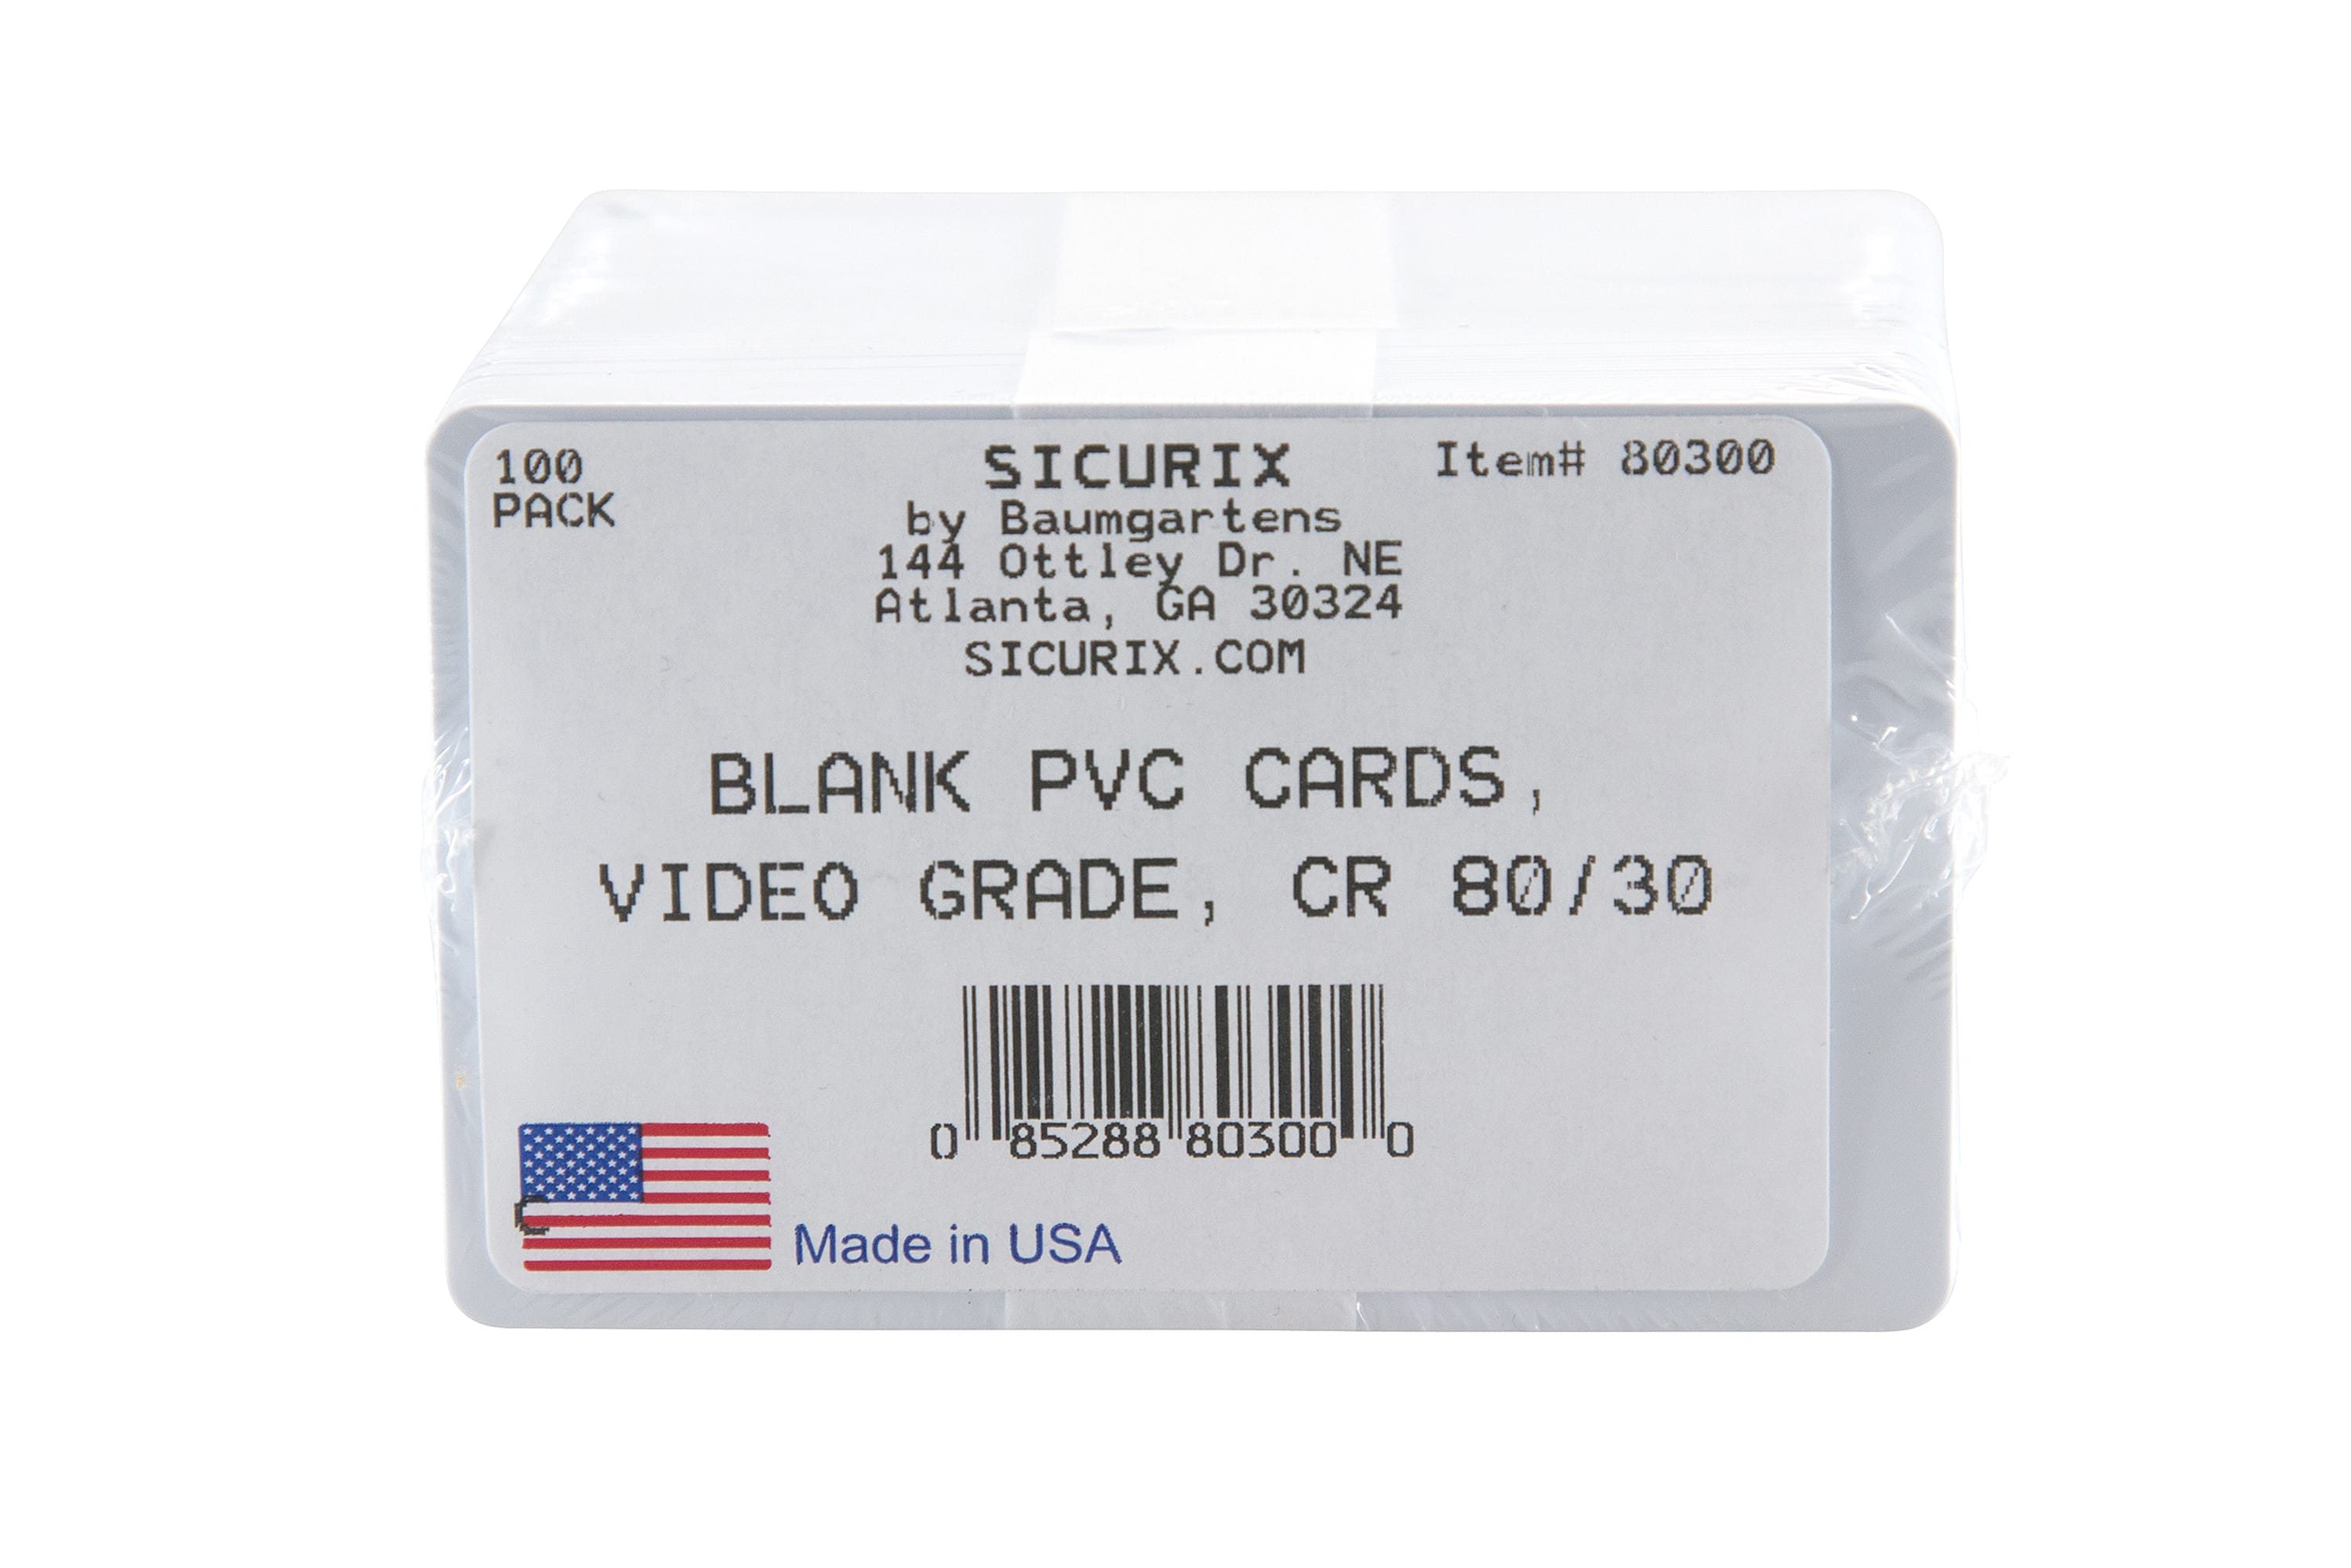 100
PACK
SICURIX
Item# 80300
by Baumgartens
144 Ottley Dr. NE
Atlanta, GA 30324
SICURIX.COM
BLANK PVC CARDS,
VIDEO GRADE, CR 80/30
0 85288 80300 0
C
Made in USA